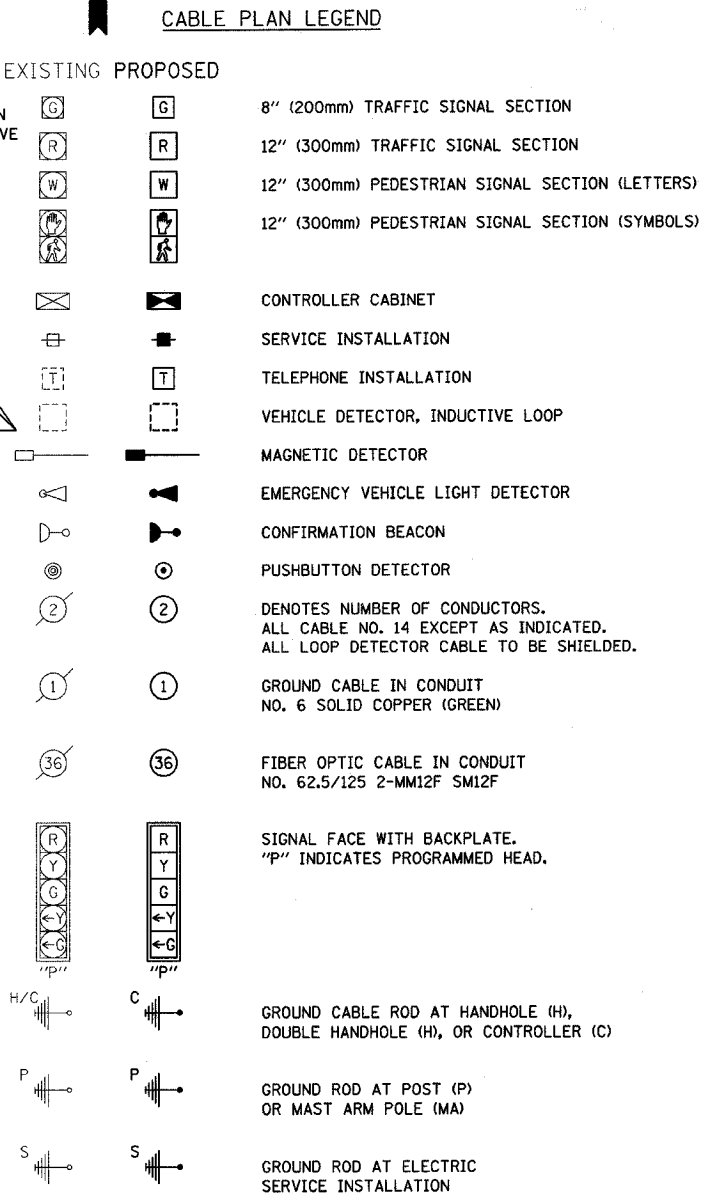 CABLE PLAN LEGEND
EXISTING PROPOSED
N
VE
G G 8" (200mm) TRAFFIC SIGNAL SECTION
R R 12" (300mm) TRAFFIC SIGNAL SECTION
W W 12" (300mm) PEDESTRIAN SIGNAL SECTION (LETTERS)
12" (300mm) PEDESTRIAN SIGNAL SECTION (SYMBOLS)
CONTROLLER CABINET
SERVICE INSTALLATION
T T TELEPHONE INSTALLATION
VEHICLE DETECTOR, INDUCTIVE LOOP
MAGNETIC DETECTOR
EMERGENCY VEHICLE LIGHT DETECTOR
CONFIRMATION BEACON
PUSHBUTTON DETECTOR
2 2 DENOTES NUMBER OF CONDUCTORS.
ALL CABLE NO. 14 EXCEPT AS INDICATED.
ALL LOOP DETECTOR CABLE TO BE SHIELDED.
1 1 GROUND CABLE IN CONDUIT
NO. 6 SOLID COPPER (GREEN)
36 36 FIBER OPTIC CABLE IN CONDUIT
NO. 62.5/125 2-MM12F SM12F
R R SIGNAL FACE WITH BACKPLATE.
Y Y "P" INDICATES PROGRAMMED HEAD.
G G
←Y ←Y
←G ←G
"P" "P"
H/C C GROUND CABLE ROD AT HANDHOLE (H),
DOUBLE HANDHOLE (H), OR CONTROLLER (C)
P P GROUND ROD AT POST (P)
OR MAST ARM POLE (MA)
S S GROUND ROD AT ELECTRIC
SERVICE INSTALLATION